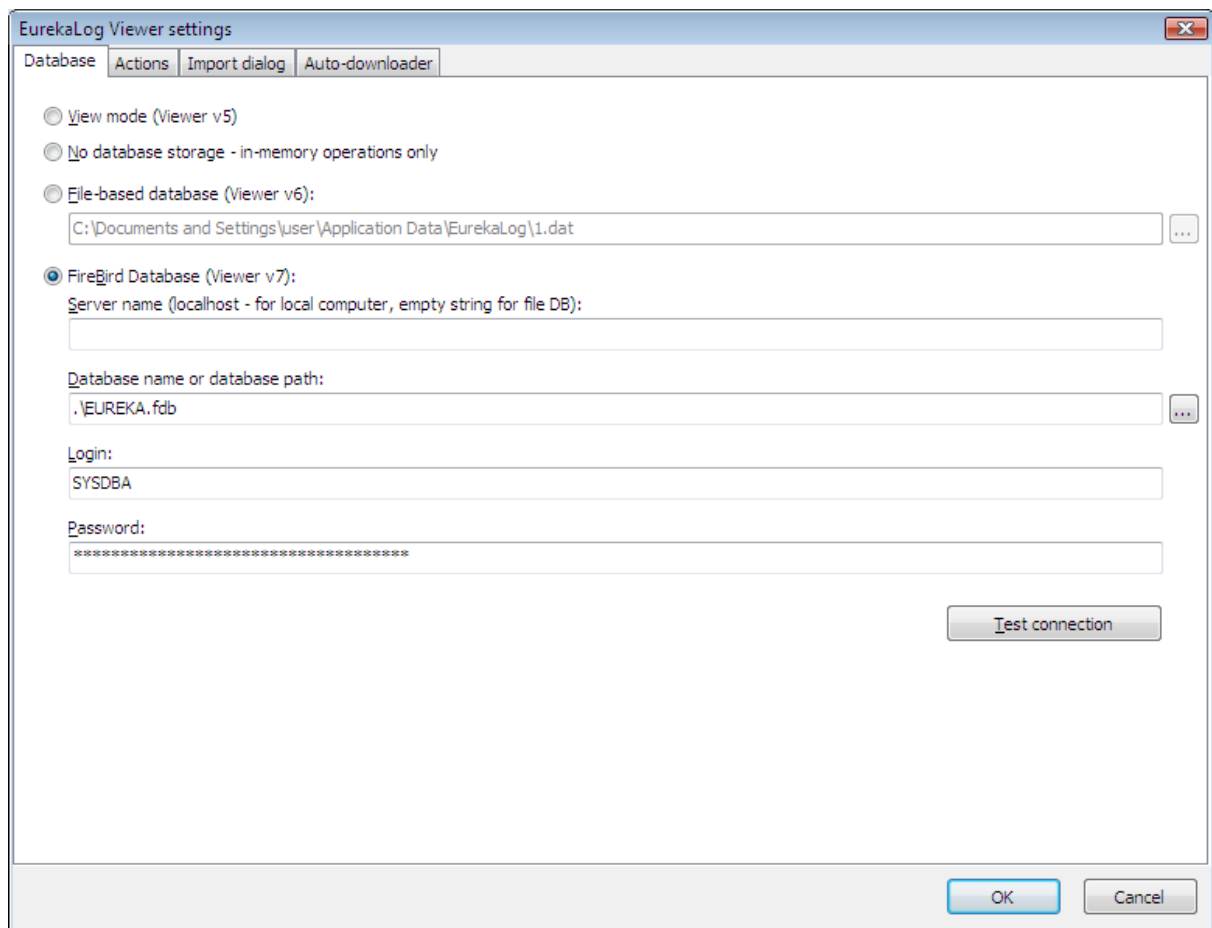 EurekaLog Viewer settings
Database Actions Import dialog Auto-downloader
View mode (Viewer v5)
No database storage - in-memory operations only
File-based database (Viewer v6):
C:\Documents and Settings\user\Application Data\EurekaLog\1.dat
...
FireBird Database (Viewer v7):
Server name (localhost - for local computer, empty string for file DB):
Database name or database path:
.\EUREKA.fdb
...
Login:
SYSDBA
Password:
************************************
Test connection
OK Cancel